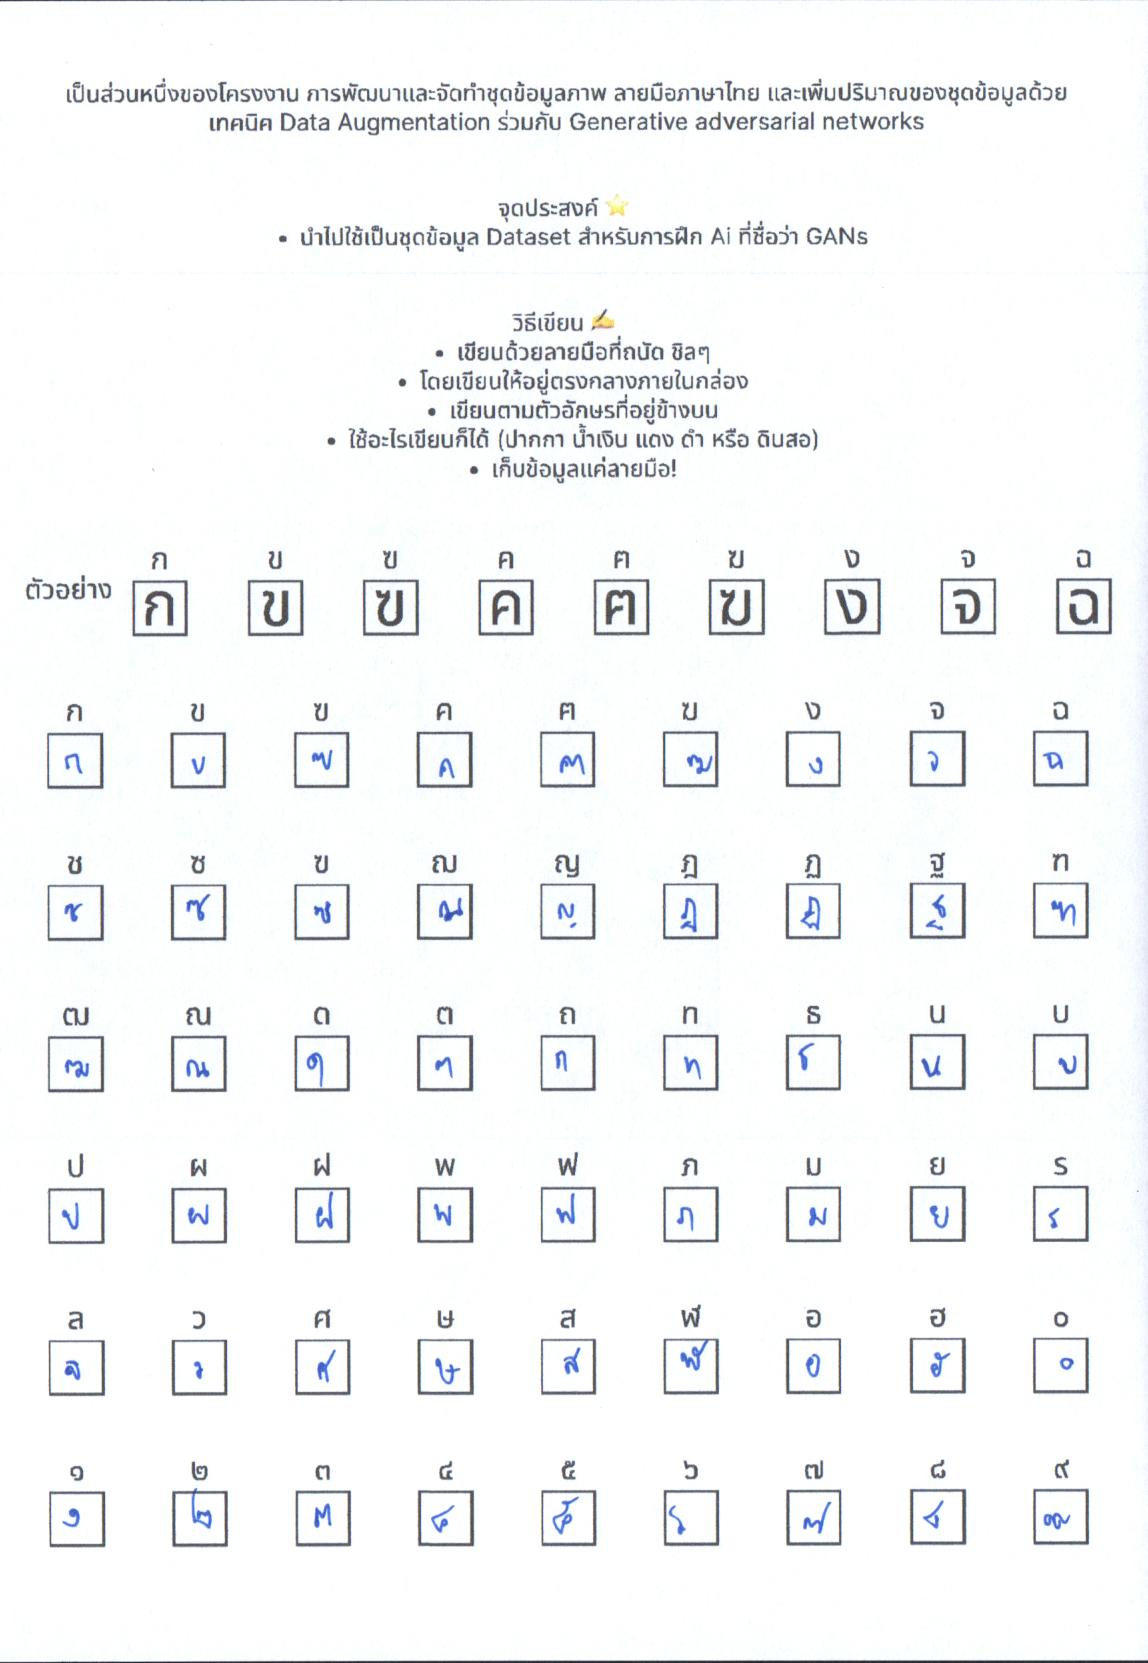 เป็นส่วนหนึ่งของโครงงาน การพัฒนาและจัดทำชุดข้อมูลภาพ ลายมือภาษาไทย และเพิ่มปริมาณของชุดข้อมูลด้วย
เทคนิค Data Augmentation ร่วมกับ Generative adversarial networks
จุดประสงค์ ⭐
• นำไปใช้เป็นชุดข้อมูล Dataset สำหรับการฝึก Ai ที่ชื่อว่า GANs
วิธีเขียน ✍
• เขียนด้วยลายมือที่ถนัด ชิลๆ
• โดยเขียนให้อยู่ตรงกลางภายในกล่อง
• เขียนตามตัวอักษรที่อยู่ข้างบน
• ใช้อะไรเขียนก็ได้ (ปากกา น้ำเงิน แดง ดำ หรือ ดินสอ)
• เก็บข้อมูลแค่ลายมือ!
ก ข ฃ ค ฅ ฆ ง จ ฉ
ตัวอย่าง ก ข ฃ ค ฅ ฆ ง จ ฉ
ก ข ฃ ค ฅ ฆ ง จ ฉ
ก ข ฃ ค ฅ ฆ ง จ ฉ
ช ซ ฃ ฌ ญ ฎ ฏ ฐ ฑ
ช ซ ซ ฌ ญ ฎ ฏ ฐ ฑ
ฒ ณ ด ต ถ ท ธ น บ
ฒ ณ ด ต ถ ท ธ น บ
ป ผ ฝ พ ฟ ภ ม ย ร
ป ผ ฝ พ ฟ ภ ม ย ร
ล ว ศ ษ ส ฬ อ ฮ ๐
ล ว ศ ษ ส ฬ อ ฮ ๐
๑ ๒ ๓ ๔ ๕ ๖ ๗ ๘ ๙
๑ ๒ ๓ ๔ ๕ ๖ ๗ ๘ ๙